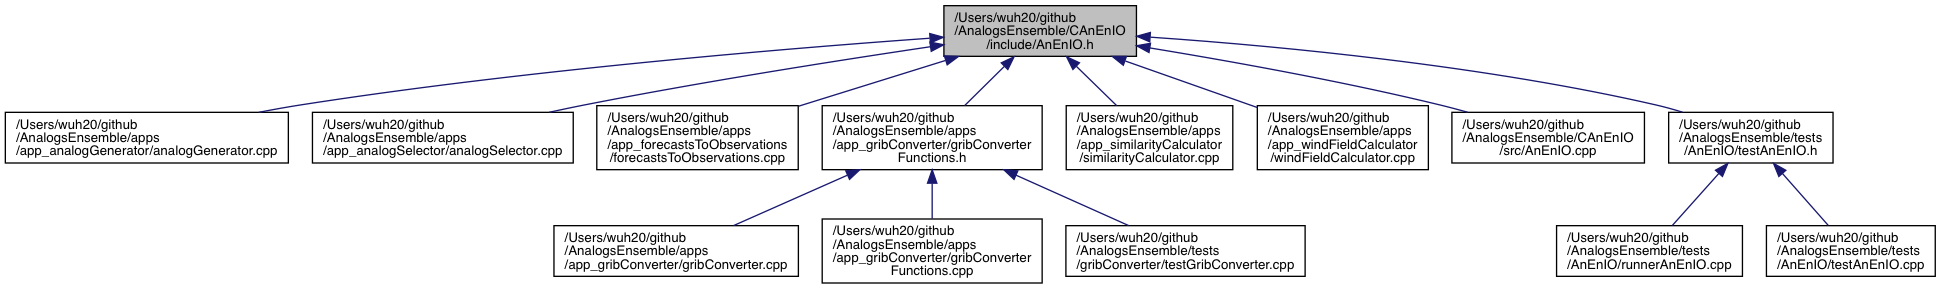 /Users/wuh20/github
/AnalogsEnsemble/CAnEnIO
/include/AnEnIO.h
/Users/wuh20/github
/AnalogsEnsemble/apps
/app_analogGenerator/analogGenerator.cpp
/Users/wuh20/github
/AnalogsEnsemble/apps
/app_analogSelector/analogSelector.cpp
/Users/wuh20/github
/AnalogsEnsemble/apps
/app_forecastsToObservations
/forecastsToObservations.cpp
/Users/wuh20/github
/AnalogsEnsemble/apps
/app_gribConverter/gribConverter
Functions.h
/Users/wuh20/github
/AnalogsEnsemble/apps
/app_similarityCalculator
/similarityCalculator.cpp
/Users/wuh20/github
/AnalogsEnsemble/apps
/app_windFieldCalculator
/windFieldCalculator.cpp
/Users/wuh20/github
/AnalogsEnsemble/CAnEnIO
/src/AnEnIO.cpp
/Users/wuh20/github
/AnalogsEnsemble/tests
/AnEnIO/testAnEnIO.h
/Users/wuh20/github
/AnalogsEnsemble/apps
/app_gribConverter/gribConverter.cpp
/Users/wuh20/github
/AnalogsEnsemble/apps
/app_gribConverter/gribConverter
Functions.cpp
/Users/wuh20/github
/AnalogsEnsemble/tests
/gribConverter/testGribConverter.cpp
/Users/wuh20/github
/AnalogsEnsemble/tests
/AnEnIO/runnerAnEnIO.cpp
/Users/wuh20/github
/AnalogsEnsemble/tests
/AnEnIO/testAnEnIO.cpp